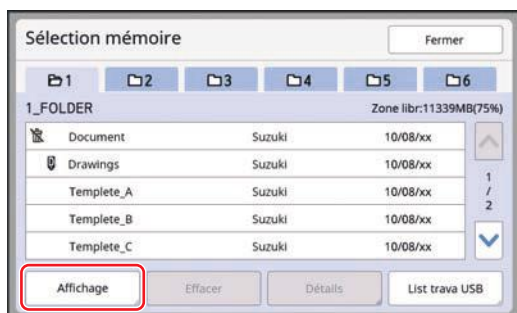 Sélection mémoire Fermer
1 2 3 4 5 6
1_FOLDER Zone libr:11339MB(75%)
Document Suzuki 10/08/xx
Drawings Suzuki 10/08/xx
Templete_A Suzuki 10/08/xx
Templete_B Suzuki 10/08/xx
Templete_C Suzuki 10/08/xx
1
/
2
Affichage Effacer Détails List trava USB